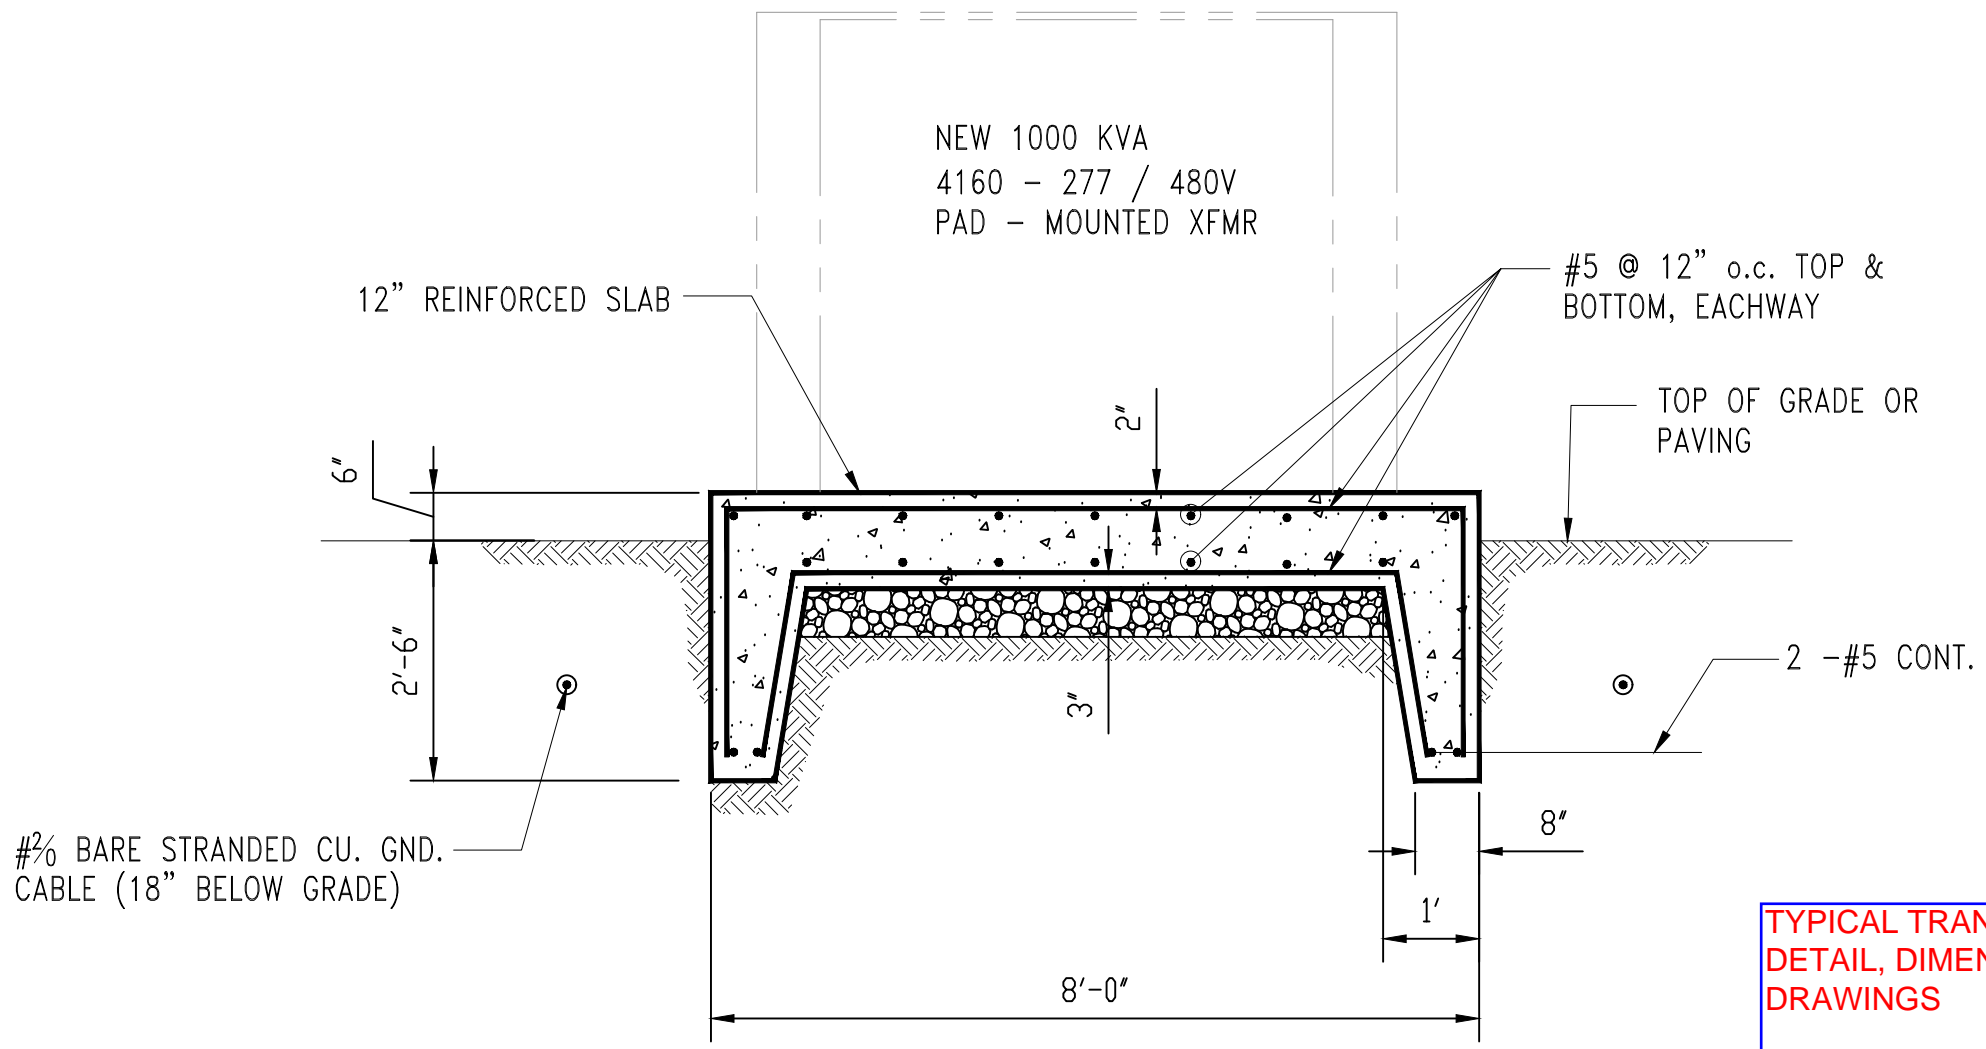 NEW 1000 KVA
4160 - 277 / 480V
PAD - MOUNTED XFMR
12" REINFORCED SLAB
#5 @ 12" o.c. TOP &
BOTTOM, EACHWAY
TOP OF GRADE OR
PAVING
2"
6"
2'-6"
3"
2 -#5 CONT.
#2/0 BARE STRANDED CU. GND.
CABLE (18" BELOW GRADE)
8"
1'
8'-0"
TYPICAL
DETAIL,
DRAWINGS